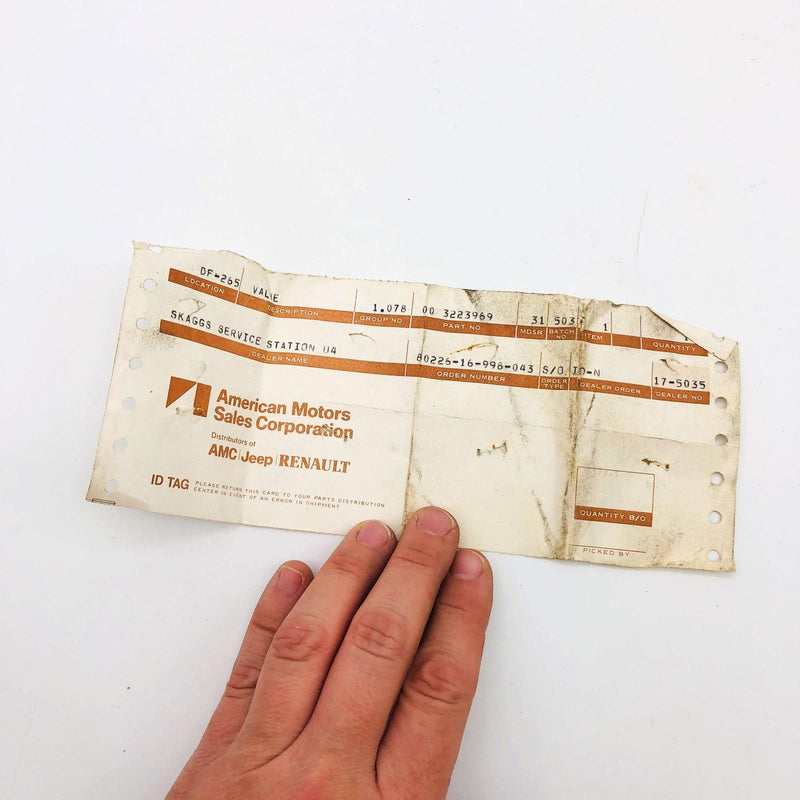 DF-265 VALVE 1.078 00 3223969 31 503 1
LOCATION DESCRIPTION GROUP NO. PART NO. MDSR BATCH NO ITEM QUANTITY
SKAGGS SERVICE STATION U4 80226-16-998-043 S/O ID-N 17-5035
DEALER NAME ORDER NUMBER ORDER TYPE DEALER ORDER DEALER NO.
American Motors
Sales Corporation
Distributors of
AMC|Jeep|RENAULT
ID TAG PLEASE RETURN THIS CARD TO YOUR PARTS DISTRIBUTION
CENTER IN EVENT OF AN ERROR IN SHIPMENT
QUANTITY B/O
PICKED BY